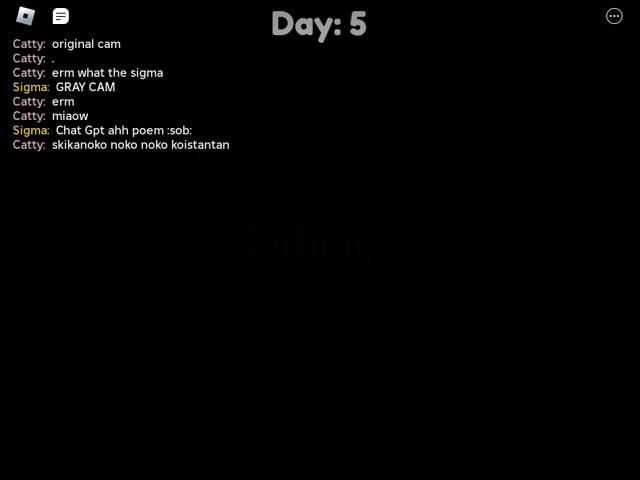 Day: 5
Catty: original cam
Catty: .
Catty: erm what the sigma
Sigma: GRAY CAM
Catty: erm
Catty: miaow
Sigma: Chat Gpt ahh poem :sob:
Catty: skikanoko noko noko koistantan
Nothing...